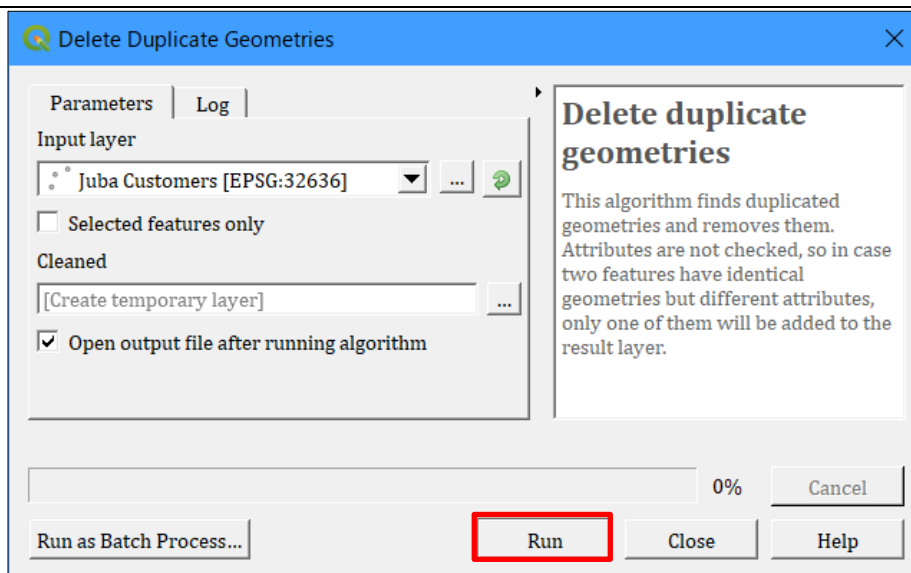 Delete Duplicate Geometries
Parameters
Log
Input layer
Juba Customers [EPSG:32636]
...
Selected features only
Cleaned
[Create temporary layer]
...
Open output file after running algorithm
Delete duplicate
geometries
This algorithm finds duplicated
geometries and removes them.
Attributes are not checked, so in case
two features have identical
geometries but different attributes,
only one of them will be added to the
result layer.
0%
Cancel
Run as Batch Process...
Run
Close
Help